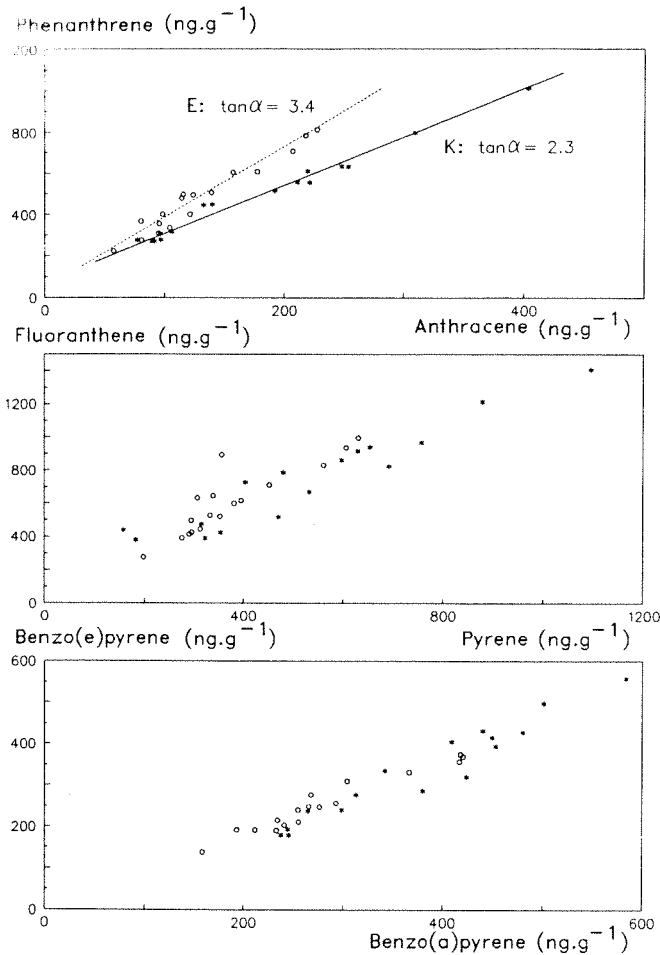 Phenanthrene (ng.g⁻¹)
200
800
400
0
E: tanα = 3.4
K: tanα = 2.3
0 200 400
Fluoranthene (ng.g⁻¹) Anthracene (ng.g⁻¹)
1200
800
400
0
0 400 800 1200
Benzo(e)pyrene (ng.g⁻¹) Pyrene (ng.g⁻¹)
600
400
200
0
0 200 400 600
Benzo(a)pyrene (ng.g⁻¹)